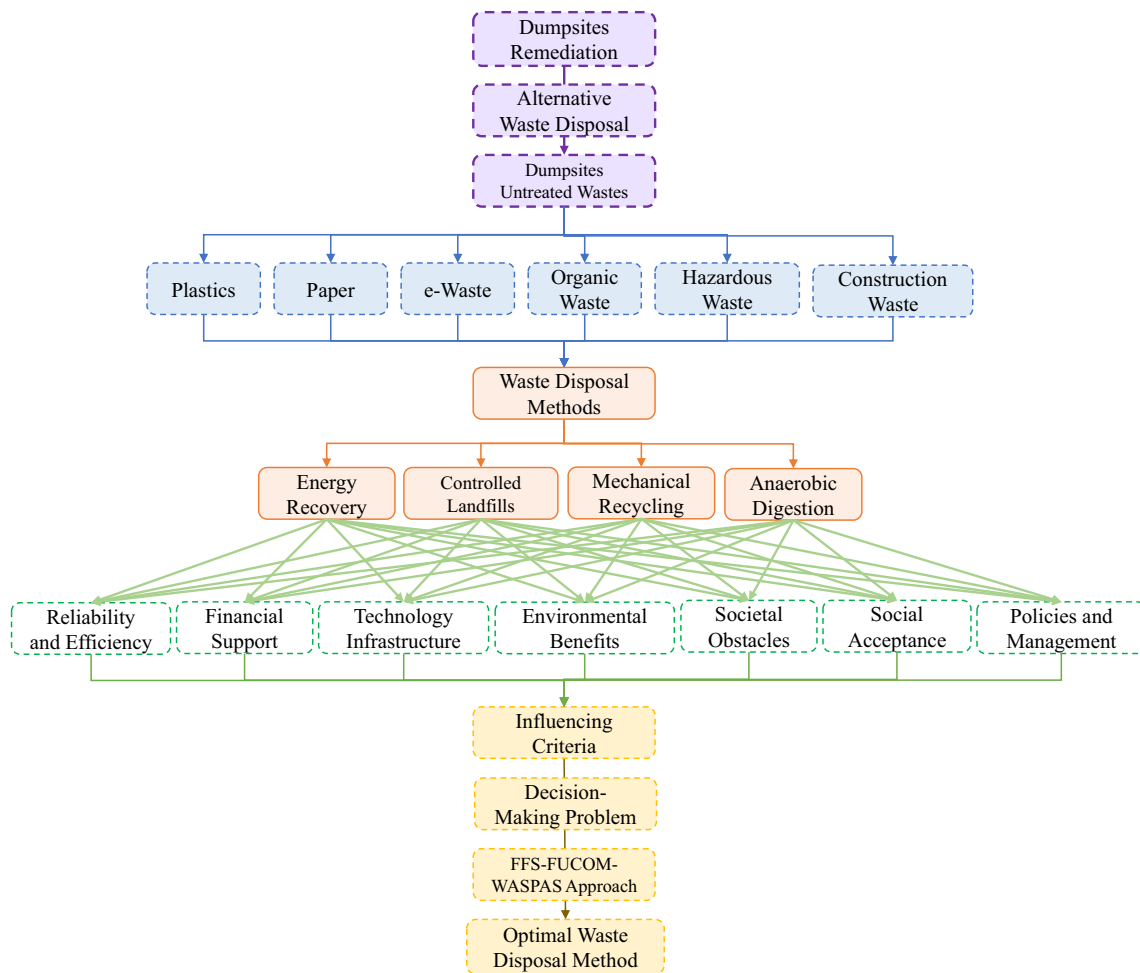 Dumpsites
Remediation
Alternative
Waste Disposal
Dumpsites
Untreated Wastes
Plastics
Paper
e-Waste
Organic
Waste
Hazardous
Waste
Construction
Waste
Waste Disposal
Methods
Energy
Recovery
Controlled
Landfills
Mechanical
Recycling
Anaerobic
Digestion
Reliability
and Efficiency
Financial
Support
Technology
Infrastructure
Environmental
Benefits
Societal
Obstacles
Social
Acceptance
Policies and
Management
Influencing
Criteria
Decision-
Making Problem
FFS-FUCOM-
WASPAS Approach
Optimal Waste
Disposal Method